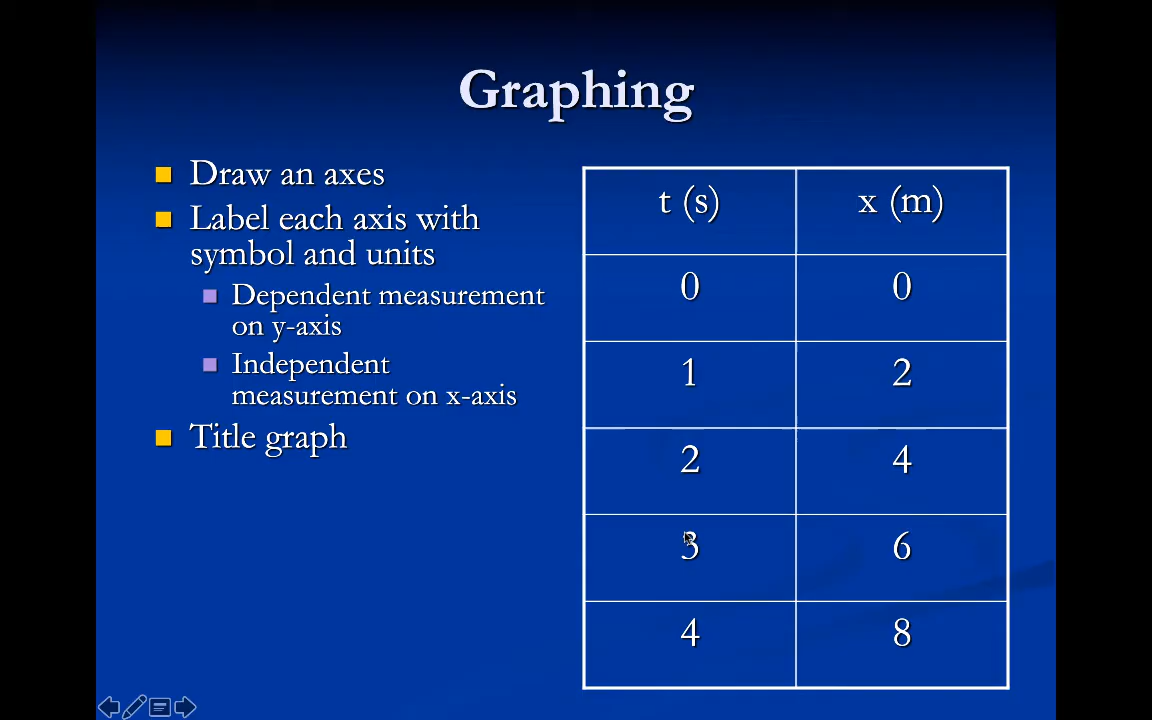 Graphing
Draw an axes
Label each axis with
symbol and units
Dependent measurement
on y-axis
Independent
measurement on x-axis
Title graph
t (s) x (m)
0 0
1 2
2 4
3 6
4 8